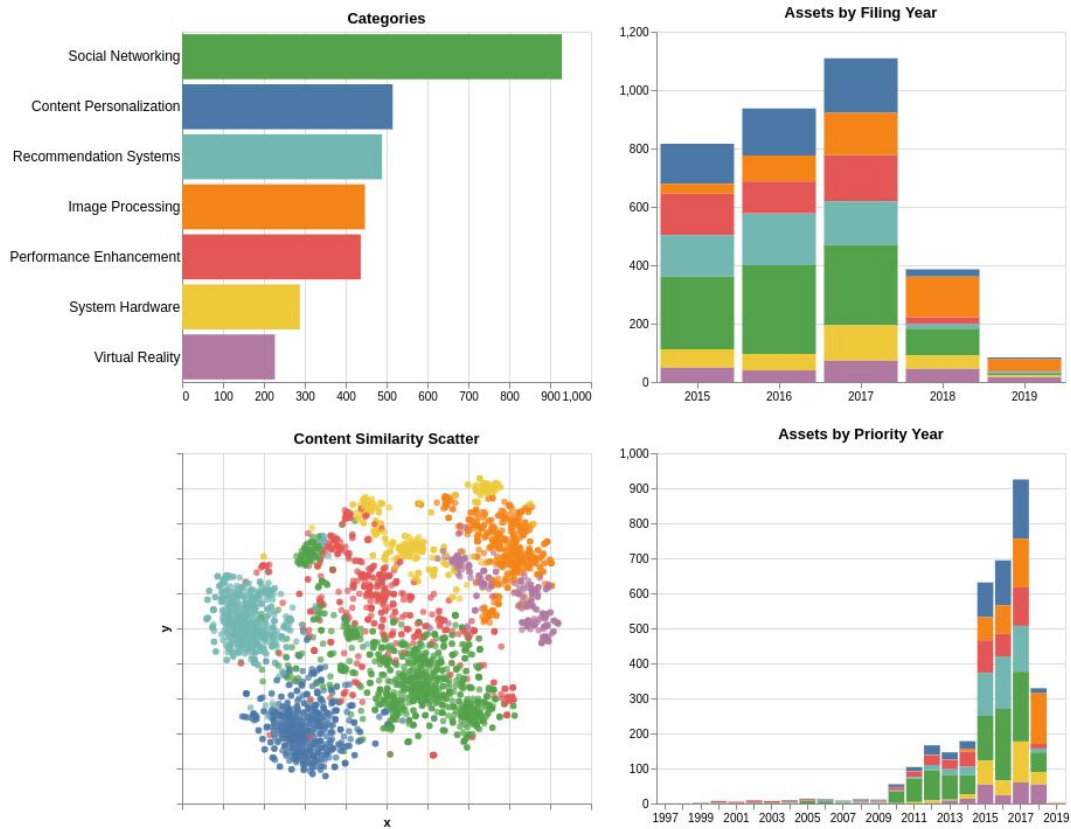 Categories
Social Networking
Content Personalization
Recommendation Systems
Image Processing
Performance Enhancement
System Hardware
Virtual Reality
0 100 200 300 400 500 600 700 800 900 1,000
Assets by Filing Year
1,200
1,000
800
600
400
200
0
2015 2016 2017 2018 2019
Content Similarity Scatter
y
x
Assets by Priority Year
1,000
900
800
700
600
500
400
300
200
100
0
1997 1999 2001 2003 2005 2007 2009 2011 2013 2015 2017 2019